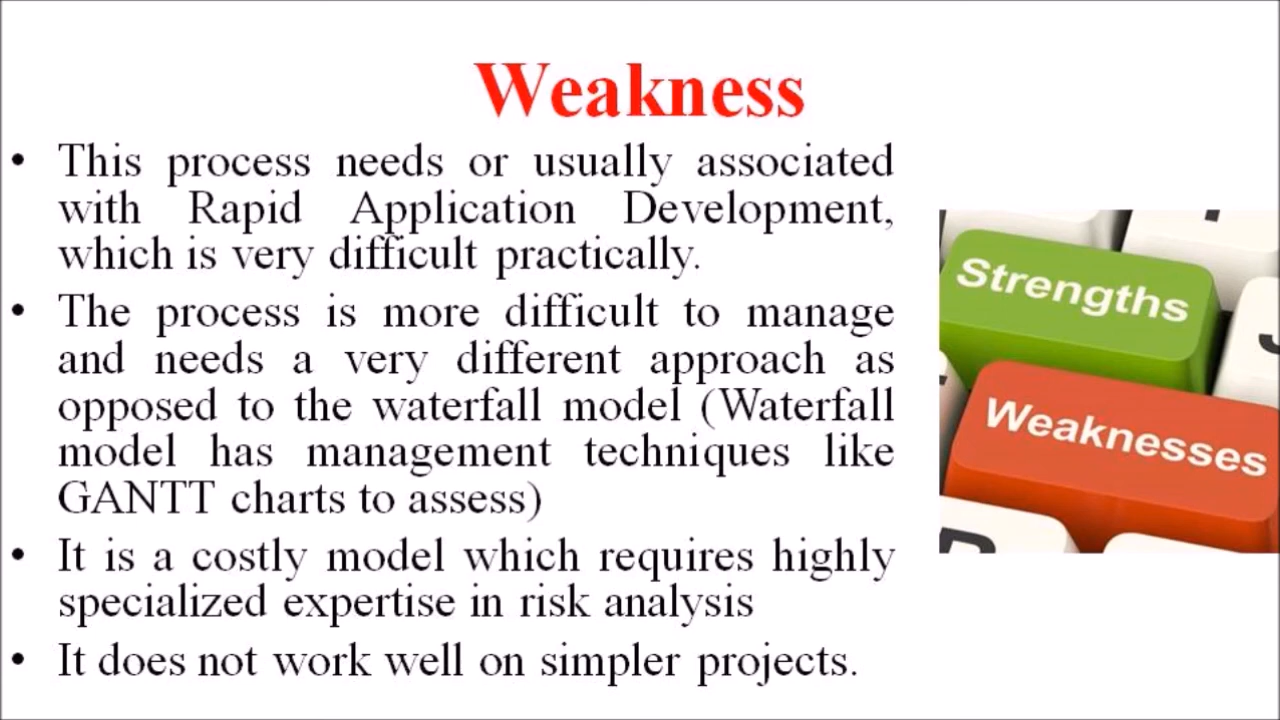 Weakness
• This process needs or usually associated
with Rapid Application Development,
which is very difficult practically.
• The process is more difficult to manage
and needs a very different approach as
opposed to the waterfall model (Waterfall
model has management techniques like
GANTT charts to assess)
• It is a costly model which requires highly
specialized expertise in risk analysis
• It does not work well on simpler projects.
Strengths
Weaknesses